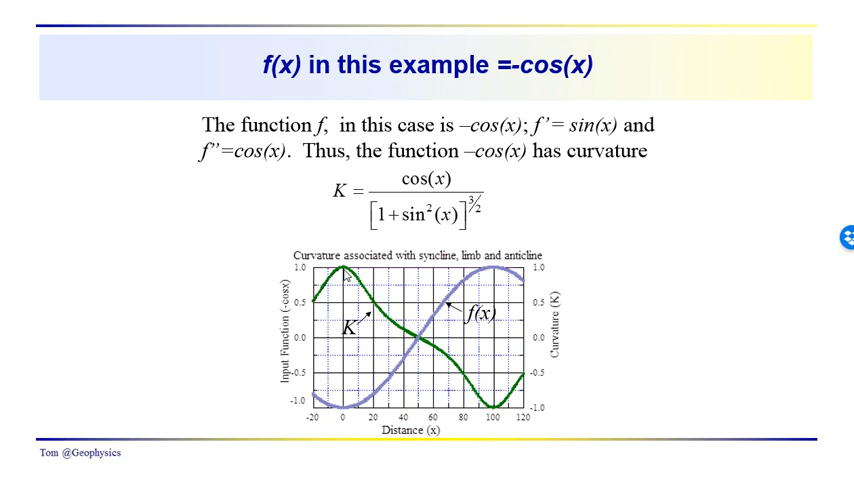 f(x) in this example =-cos(x)
The function f, in this case is –cos(x); f’= sin(x) and
f’’=cos(x). Thus, the function –cos(x) has curvature
K = cos(x) / [1+sin²(x)]^3/2
Curvature associated with syncline, limb and anticline
1.0 1.0
0.5 0.5
0.0 0.0
-0.5 -0.5
-1.0 -1.0
Input Function (-cosx)
Curvature (K)
K
f(x)
-20 0 20 40 60 80 100 120
Distance (x)
Tom @Geophysics